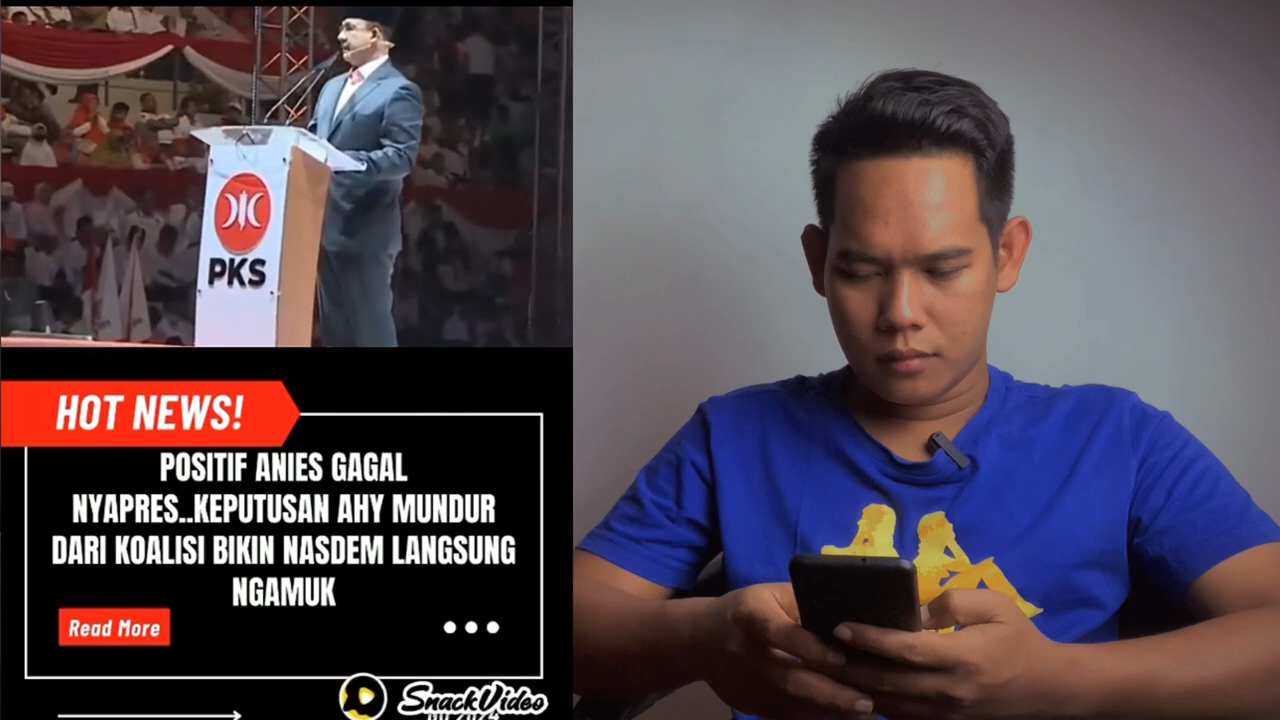 PKS
HOT NEWS!
POSITIF ANIES GAGAL
NYAPRES..KEPUTUSAN AHY MUNDUR
DARI KOALISI BIKIN NASDEM LANGSUNG
NGAMUK
Read More
SnackVideo